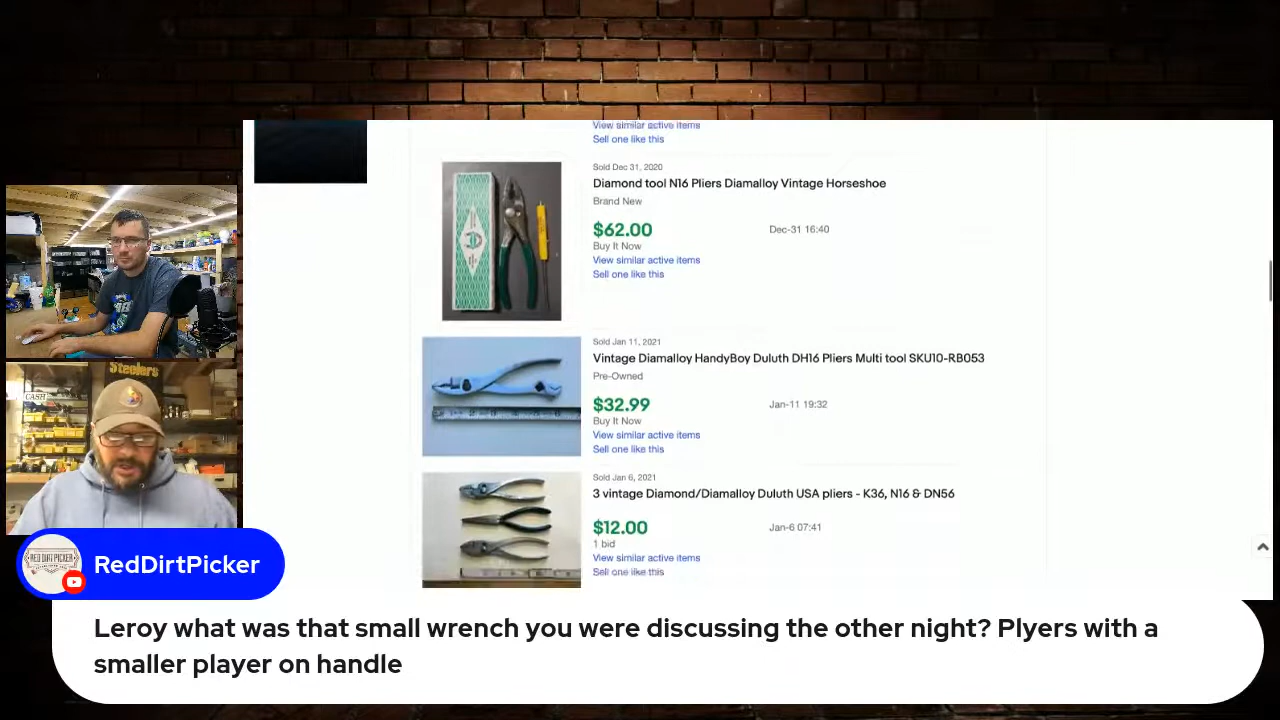 View similar active items
Sell one like this
Sold Dec 31, 2020
Diamond tool N16 Pliers Diamalloy Vintage Horseshoe
Brand New
$62.00
Dec-31 16:40
Buy It Now
View similar active items
Sell one like this
Sold Jan 11, 2021
Vintage Diamalloy HandyBoy Duluth DH16 Pliers Multi tool SKU10-RB053
Pre-Owned
$32.99
Jan-11 19:32
Buy It Now
View similar active items
Sell one like this
Sold Jan 6, 2021
3 vintage Diamond/Diamalloy Duluth USA pliers - K36, N16 & DN56
$12.00
Jan-6 07:41
1 bid
View similar active items
Sell one like this
Steelers
CASH
RED DIRT PICKER
RedDirtPicker
Leroy what was that small wrench you were discussing the other night? Plyers with a
smaller player on handle